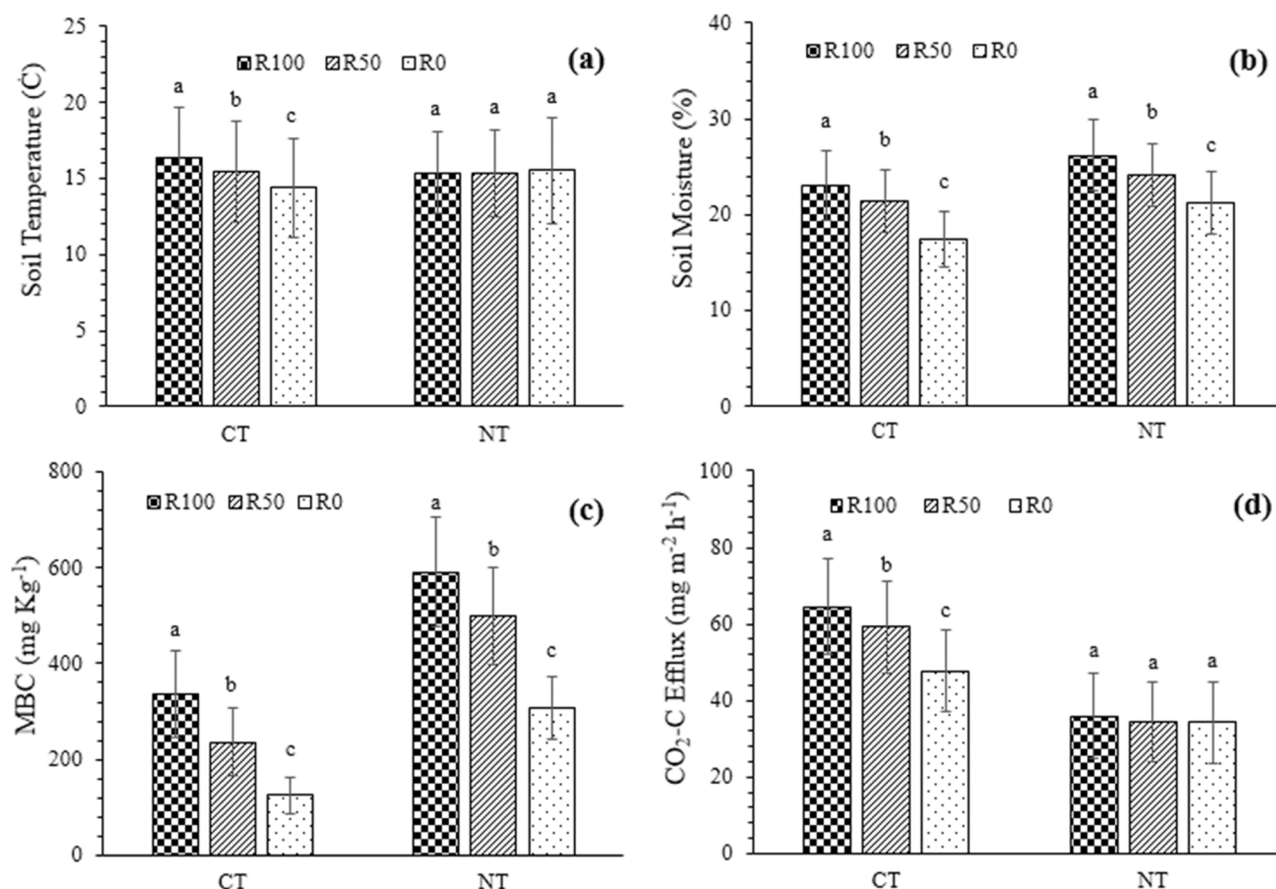 25
20
15
10
5
0
Soil Temperature (Ċ)
R100 R50 R0
(a)
a b c a a a
CT NT
40
30
20
10
0
Soil Moisture (%)
R100 R50 R0
(b)
a b c a b c
CT NT
800
600
400
200
0
MBC (mg Kg⁻¹)
R100 R50 R0
(c)
a b c a b c
CT NT
100
80
60
40
20
0
CO₂-C Efflux (mg m⁻² h⁻¹)
R100 R50 R0
(d)
a b c a a a
CT NT